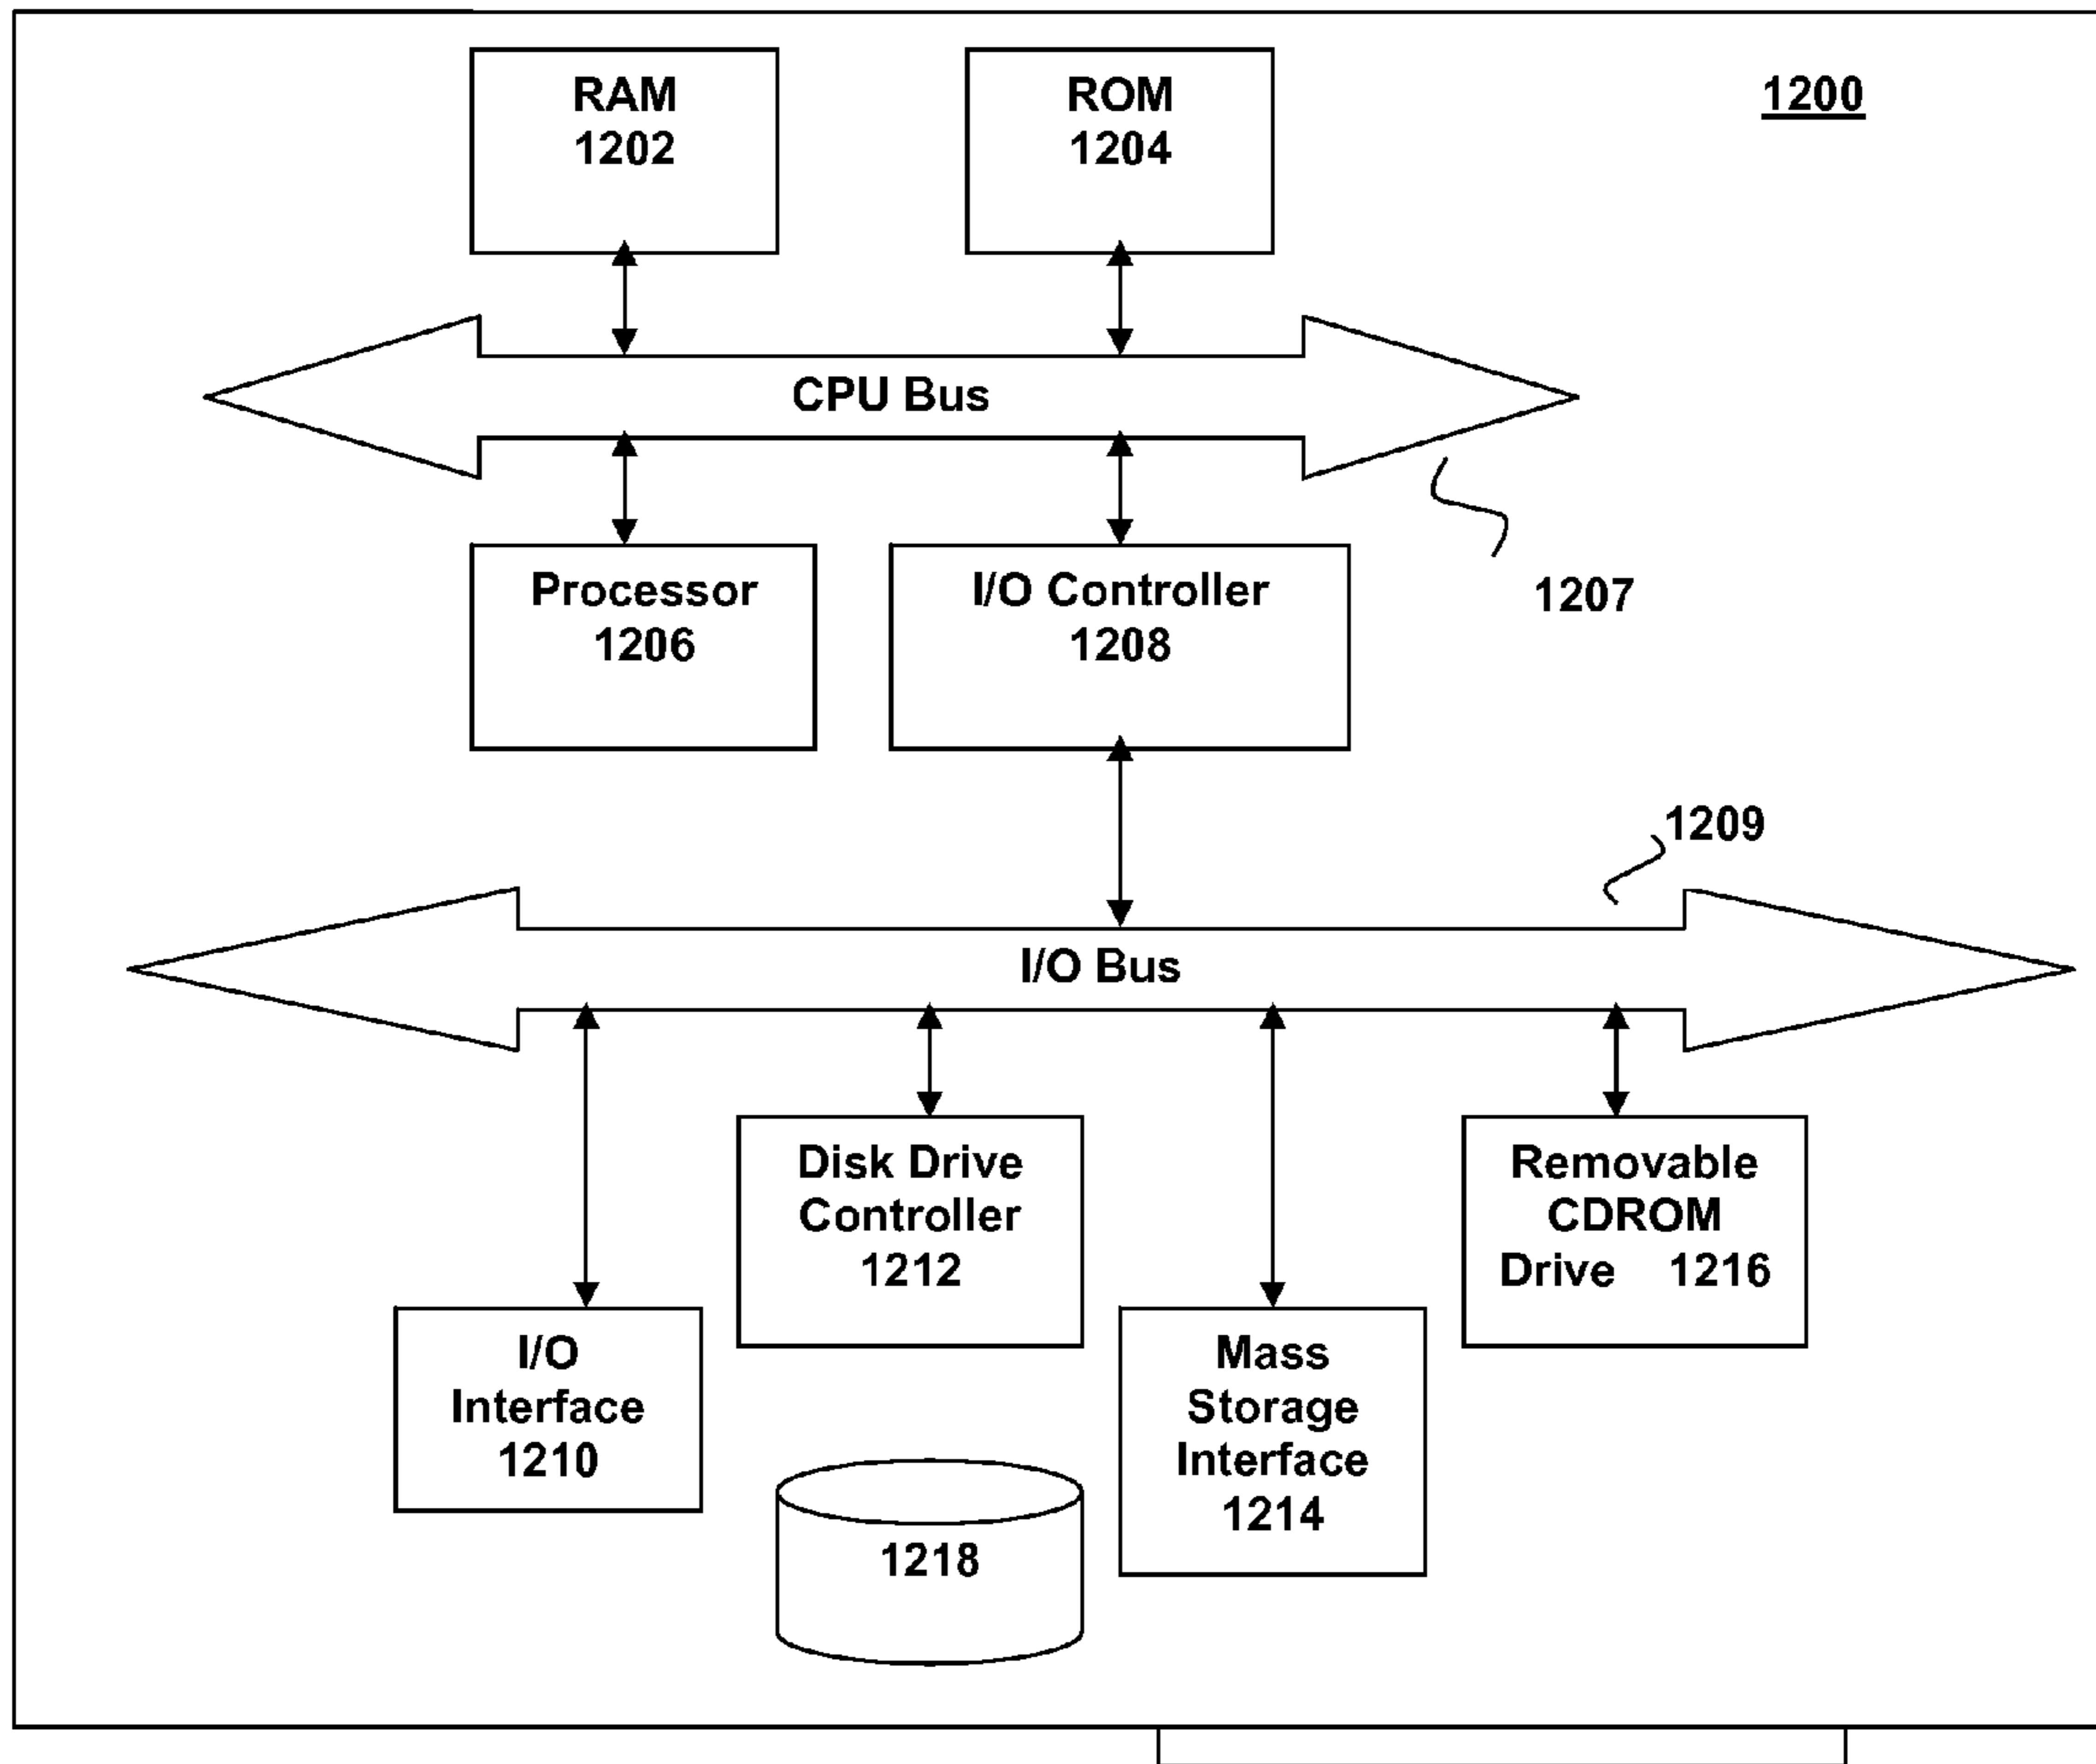 RAM
1202
ROM
1204
1200
CPU Bus
Processor
1206
I/O Controller
1208
1207
1209
I/O Bus
Disk Drive
Controller
1212
Removable
CDROM
Drive 1216
I/O
Interface
1210
Mass
Storage
Interface
1214
1218